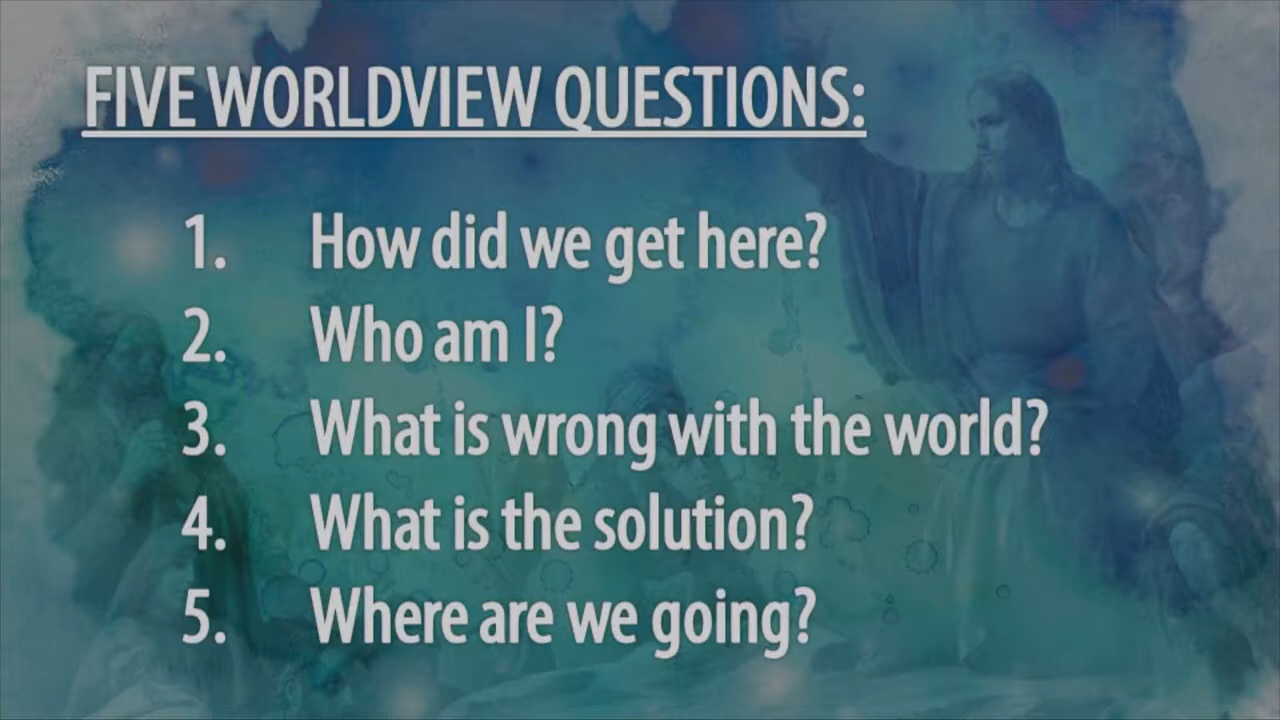 FIVE WORLDVIEW QUESTIONS:
1. How did we get here?
2. Who am I?
3. What is wrong with the world?
4. What is the solution?
5. Where are we going?